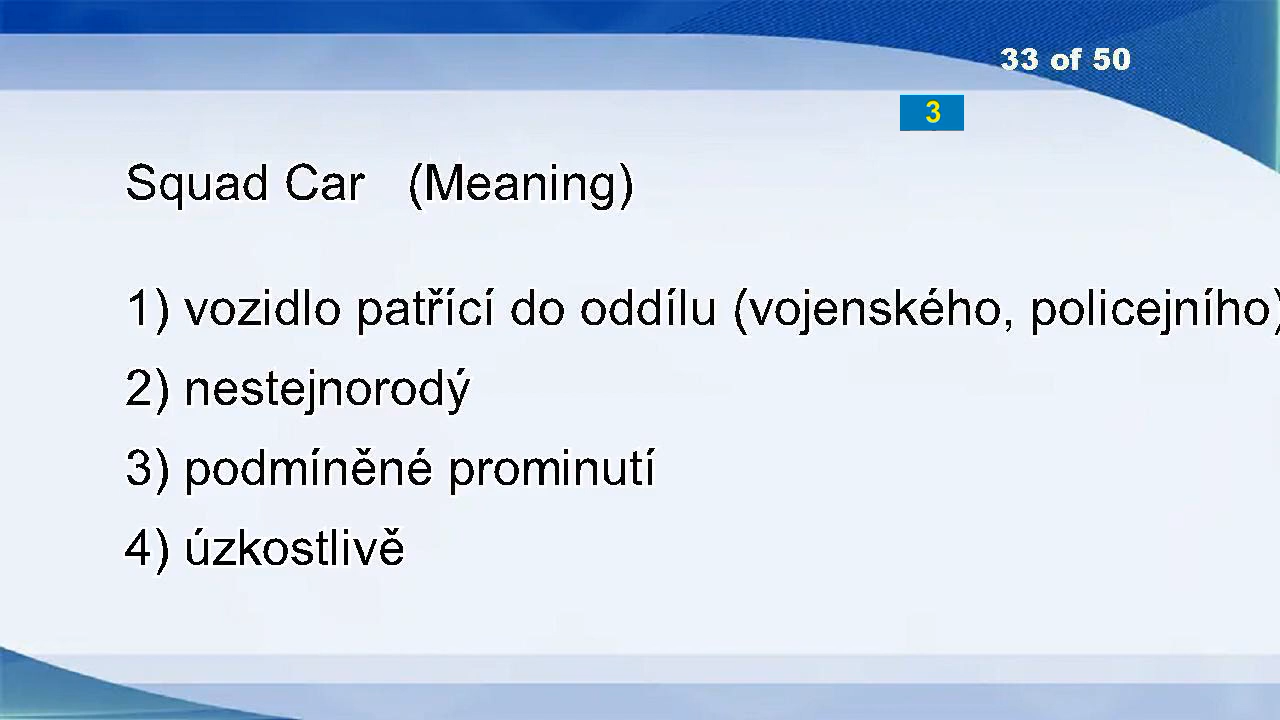 33 of 50
3
Squad Car (Meaning)
1) vozidlo patřící do oddílu (vojenského, policejního)
2) nestejnorodý
3) podmíněné prominutí
4) úzkostlivě